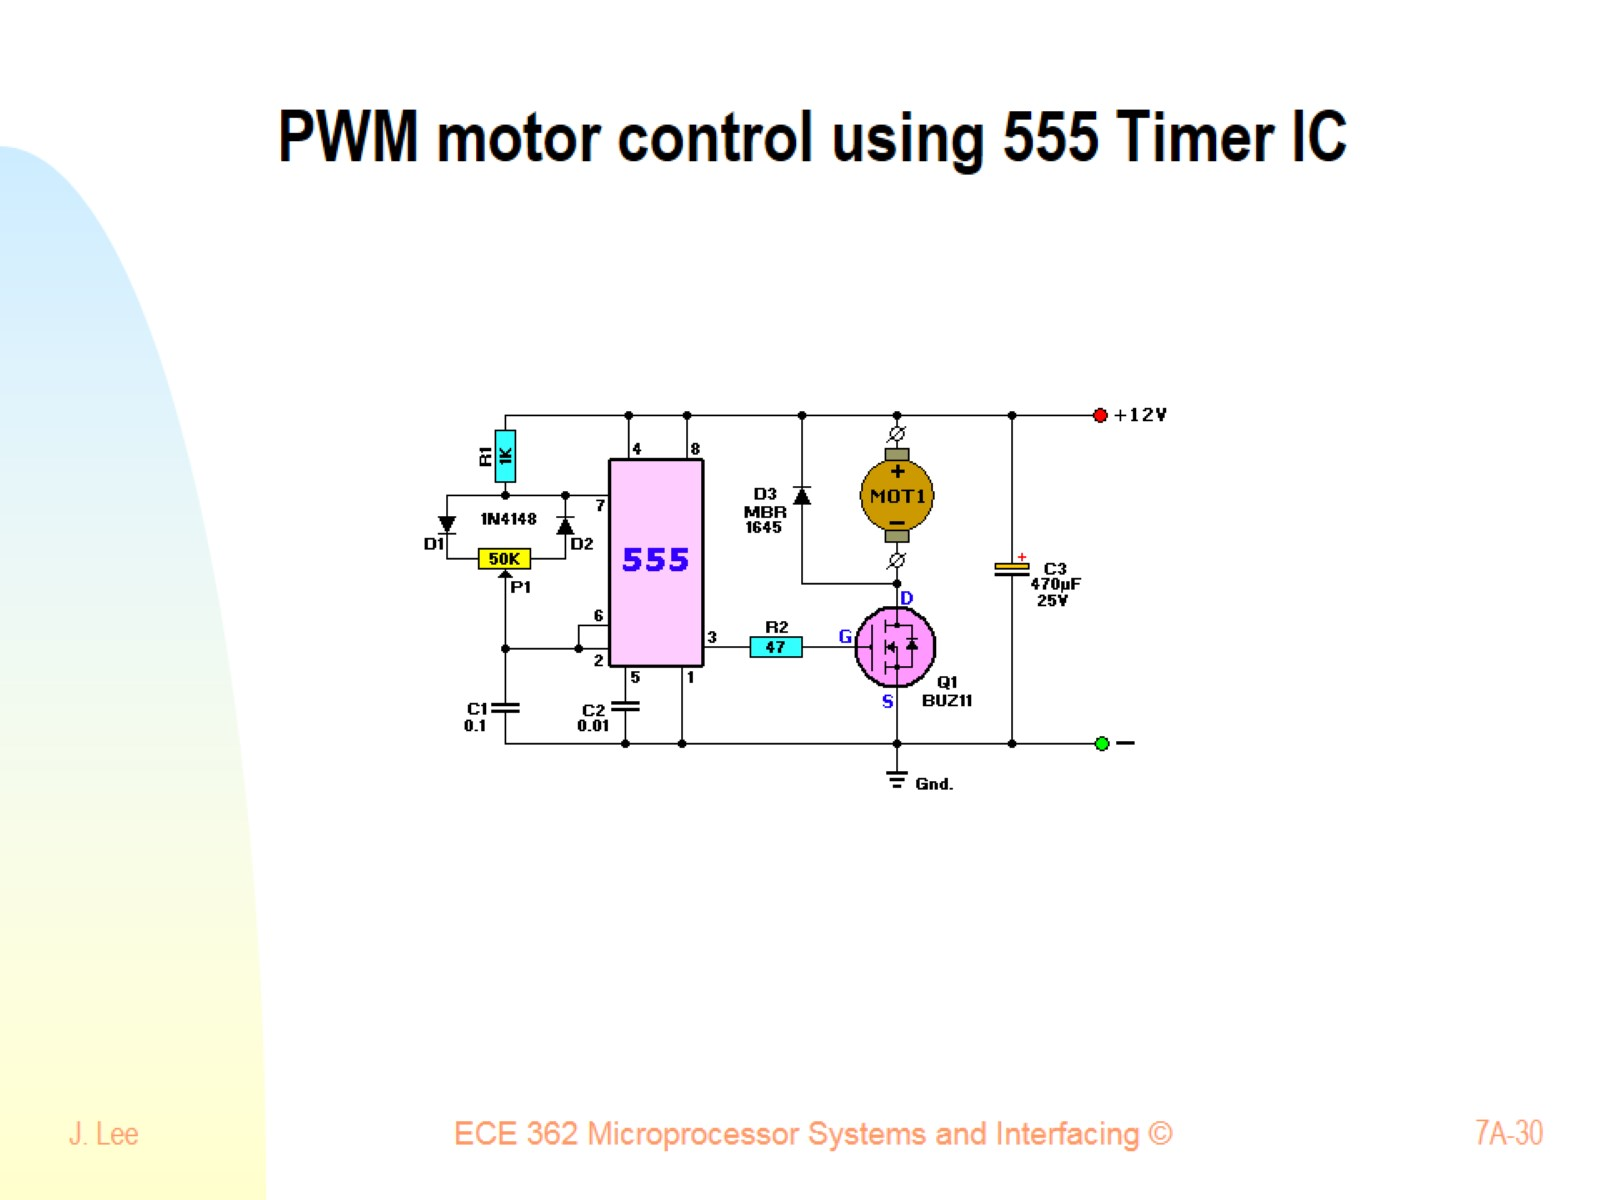 PWM motor control using 555 Timer IC
+12V
R1
1K
4
8
7
1N4148
D1
D2
50K
P1
555
D3
MBR
1645
+
MOT1
–
+
C3
470µF
25V
D
6
2
3
R2
47
G
5
1
S
Q1
BUZ11
C1
0.1
C2
0.01
–
Gnd.
J. Lee
ECE 362 Microprocessor Systems and Interfacing ©
7A-30